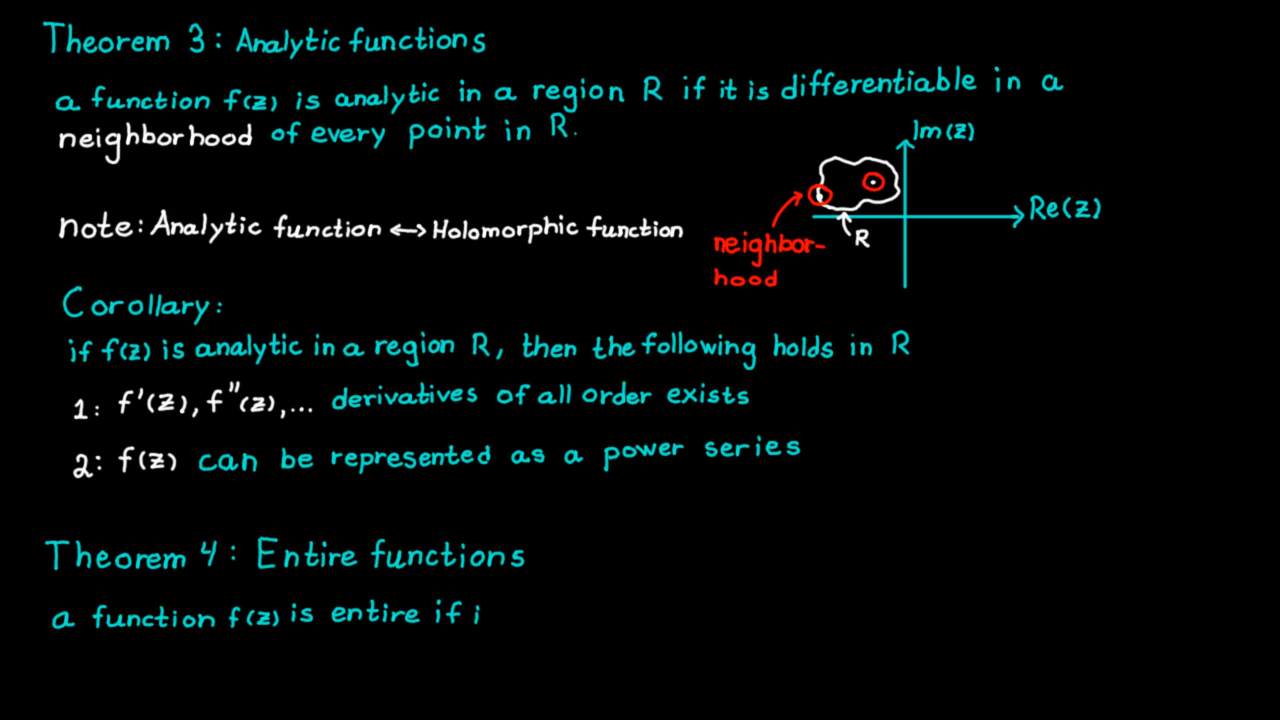 Theorem 3: Analytic functions
a function f(z) is analytic in a region R if it is differentiable in a
neighborhood of every point in R.
Im(z)
Re(z)
note: Analytic function ↔ Holomorphic function
R
neighbor-
hood
Corollary:
if f(z) is analytic in a region R, then the following holds in R
1: f'(z), f"(z),... derivatives of all order exists
2: f(z) can be represented as a power series
Theorem 4: Entire functions
a function f(z) is entire if i